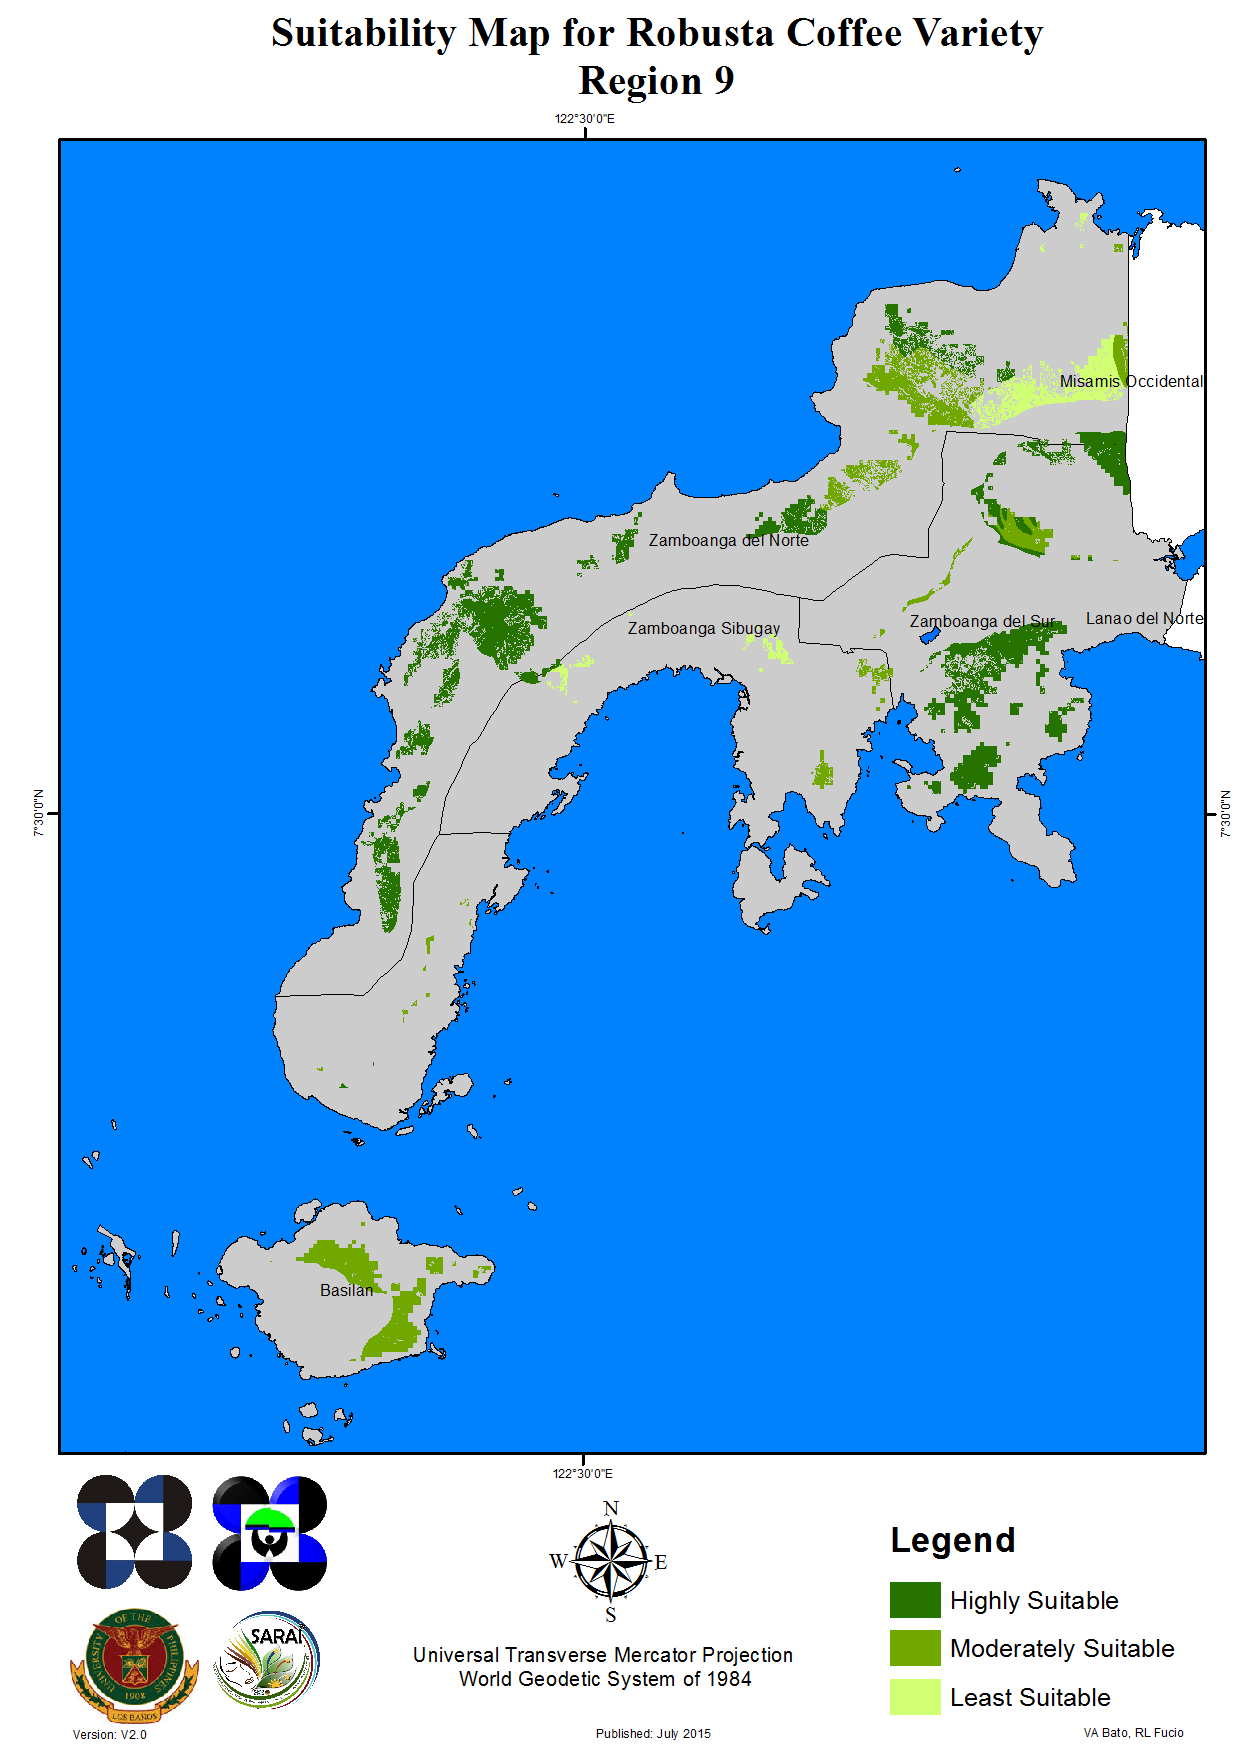 Suitability Map for Robusta Coffee Variety
Region 9
122°30'0"E
Misamis Occidental
Zamboanga del Norte
Zamboanga Sibugay
Zamboanga del Sur
Lanao del Norte
7°30'0"N
7°30'0"N
Basilan
122°30'0"E
N
W
E
S
Legend
Highly Suitable
Moderately Suitable
Least Suitable
UNIVERSITY OF THE PHILIPPINES
1908
LOS BAÑOS
SARAI
Universal Transverse Mercator Projection
World Geodetic System of 1984
Version: V2.0
Published: July 2015
VA Bato, RL Fucio